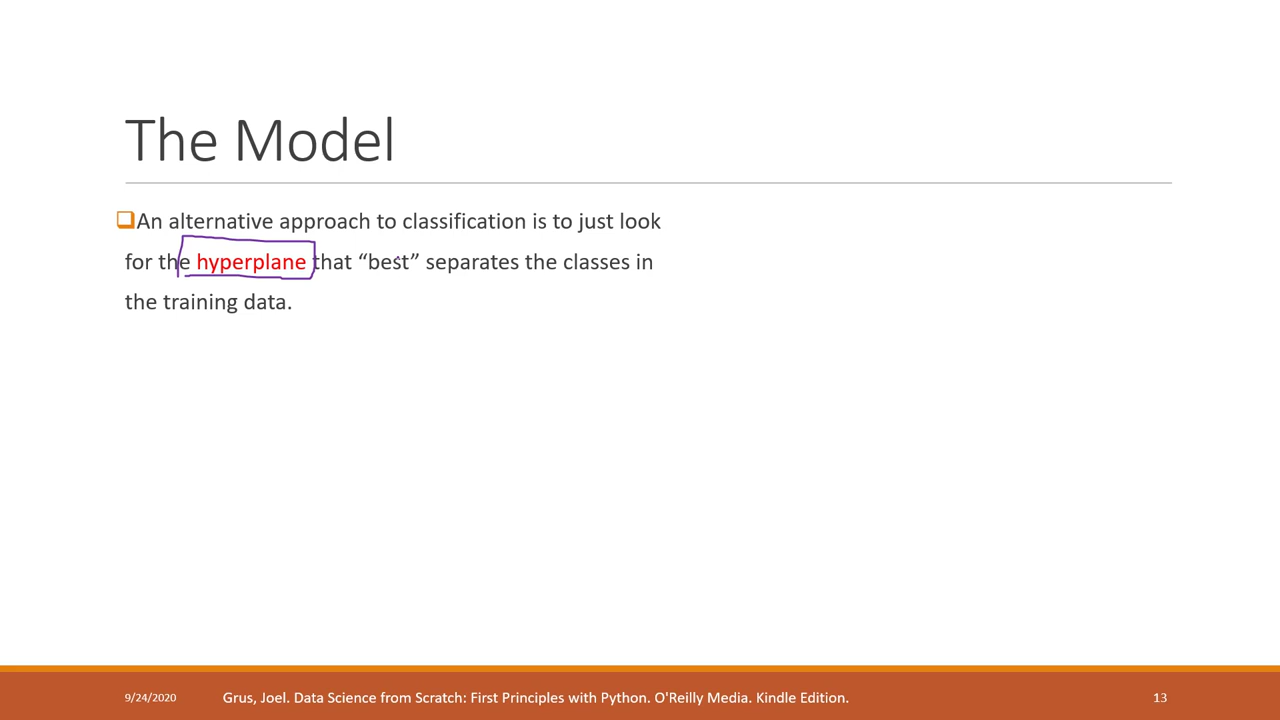 The Model
An alternative approach to classification is to just look
for the hyperplane that “best” separates the classes in
the training data.
9/24/2020
Grus, Joel. Data Science from Scratch: First Principles with Python. O'Reilly Media. Kindle Edition.
13